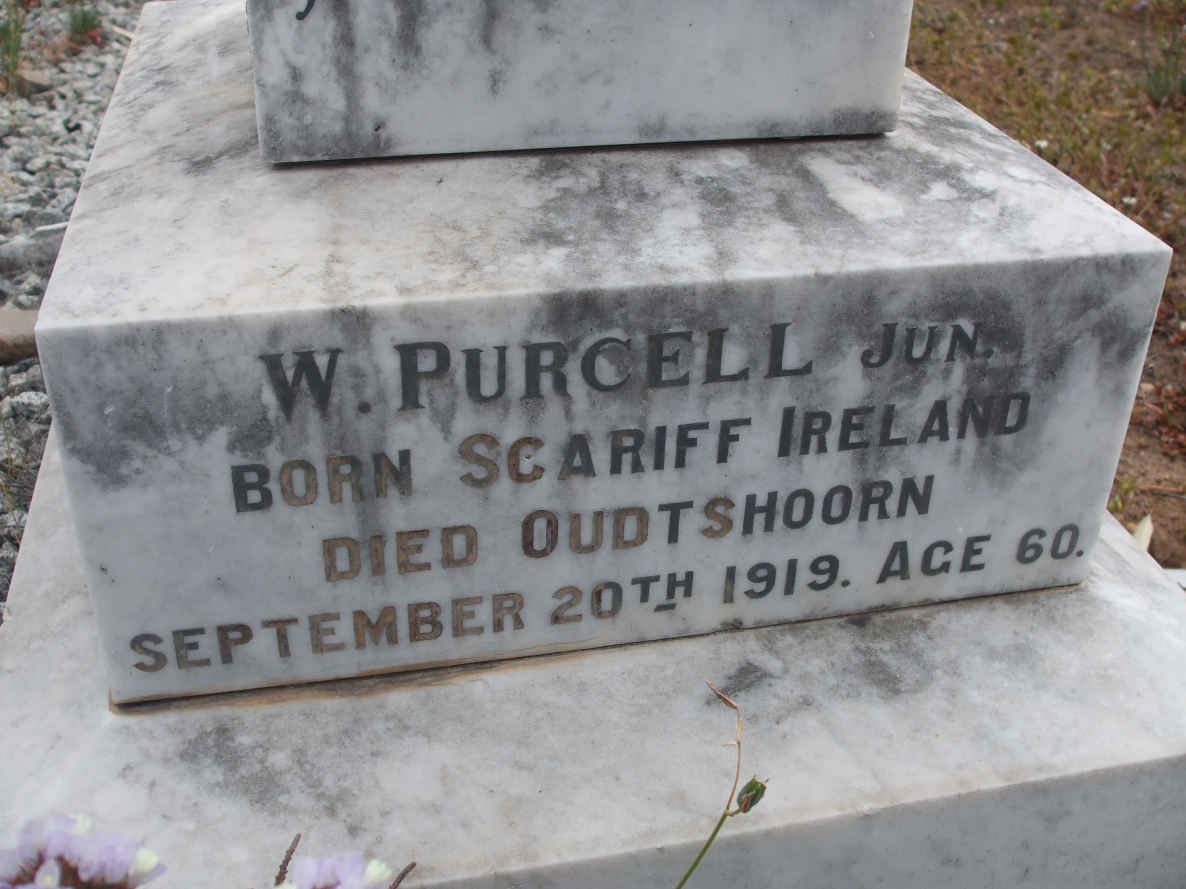 W. PURCELL JUN.
BORN SCARIFF IRELAND
DIED OUDTSHOORN
SEPTEMBER 20TH 1919. AGE 60.